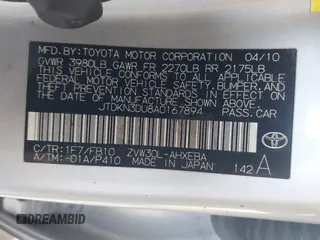 MFD.BY:TOYOTA MOTOR CORPORATION 04/10
GVWR 3980LB GAWR FR 2270LB RR 2175LB
THIS VEHICLE CONFORMS TO ALL APPLICABLE
FEDERAL MOTOR VEHICLE SAFETY, BUMPER, AND
THEFT PREVENTION STANDARDS IN EFFECT ON
THE DATE OF MANUFACTURE SHOWN ABOVE.
JTDKN3DU8A0167894 PASS.CAR
C/TR:1F7/FB10 ZVW30L-AHXEBA
A/TM:-01A/P410 MADE IN JAPAN 142 A
TOYOTA
DREAMBID